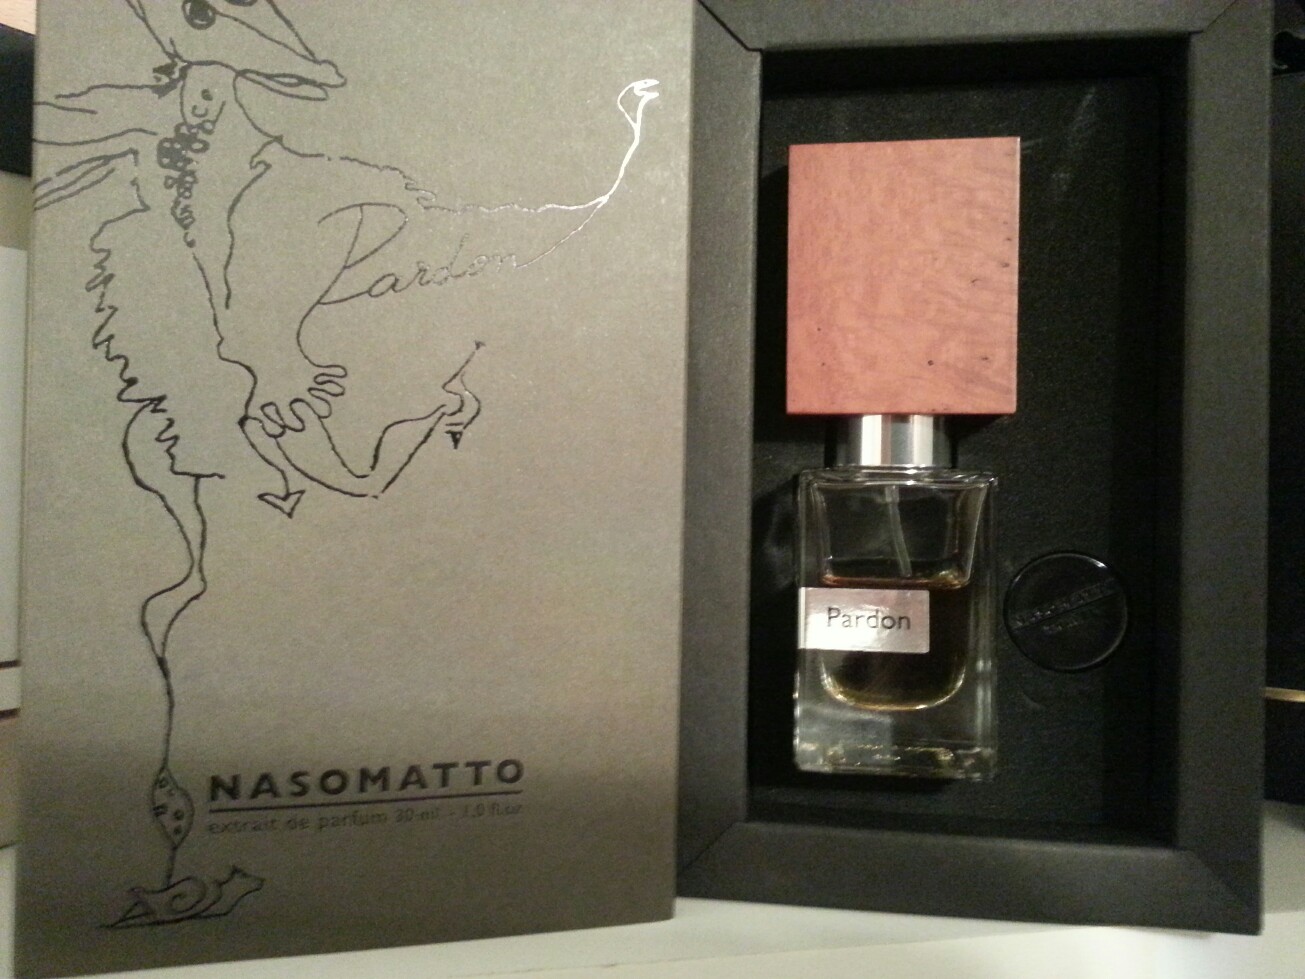 Pardon
NASOMATTO
extrait de parfum 30 ml - 1.0 fl.oz
Pardon